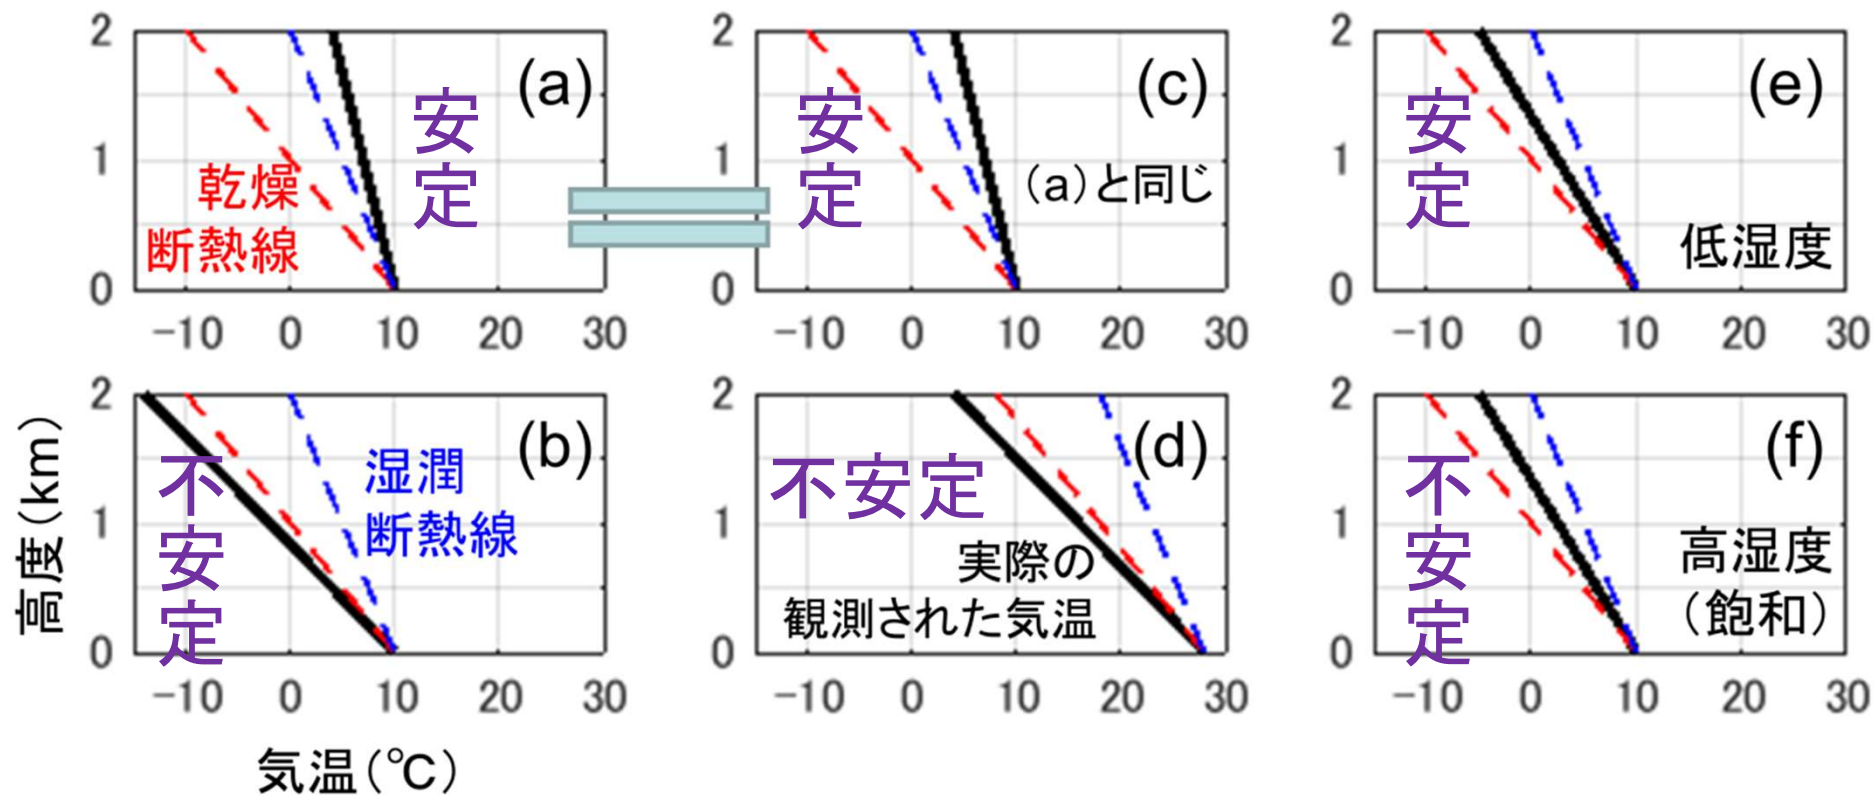 2
1
0
-10 0 10 20 30
(a)
安定
乾燥
断熱線
2
1
0
-10 0 10 20 30
(c)
安定
(a)と同じ
2
1
0
-10 0 10 20 30
(e)
安定
低湿度
高度(km)
2
1
0
-10 0 10 20 30
(b)
不安定
湿潤
断熱線
気温(℃)
2
1
0
-10 0 10 20 30
(d)
不安定
実際の
観測された気温
2
1
0
-10 0 10 20 30
(f)
不安定
高湿度
(飽和)